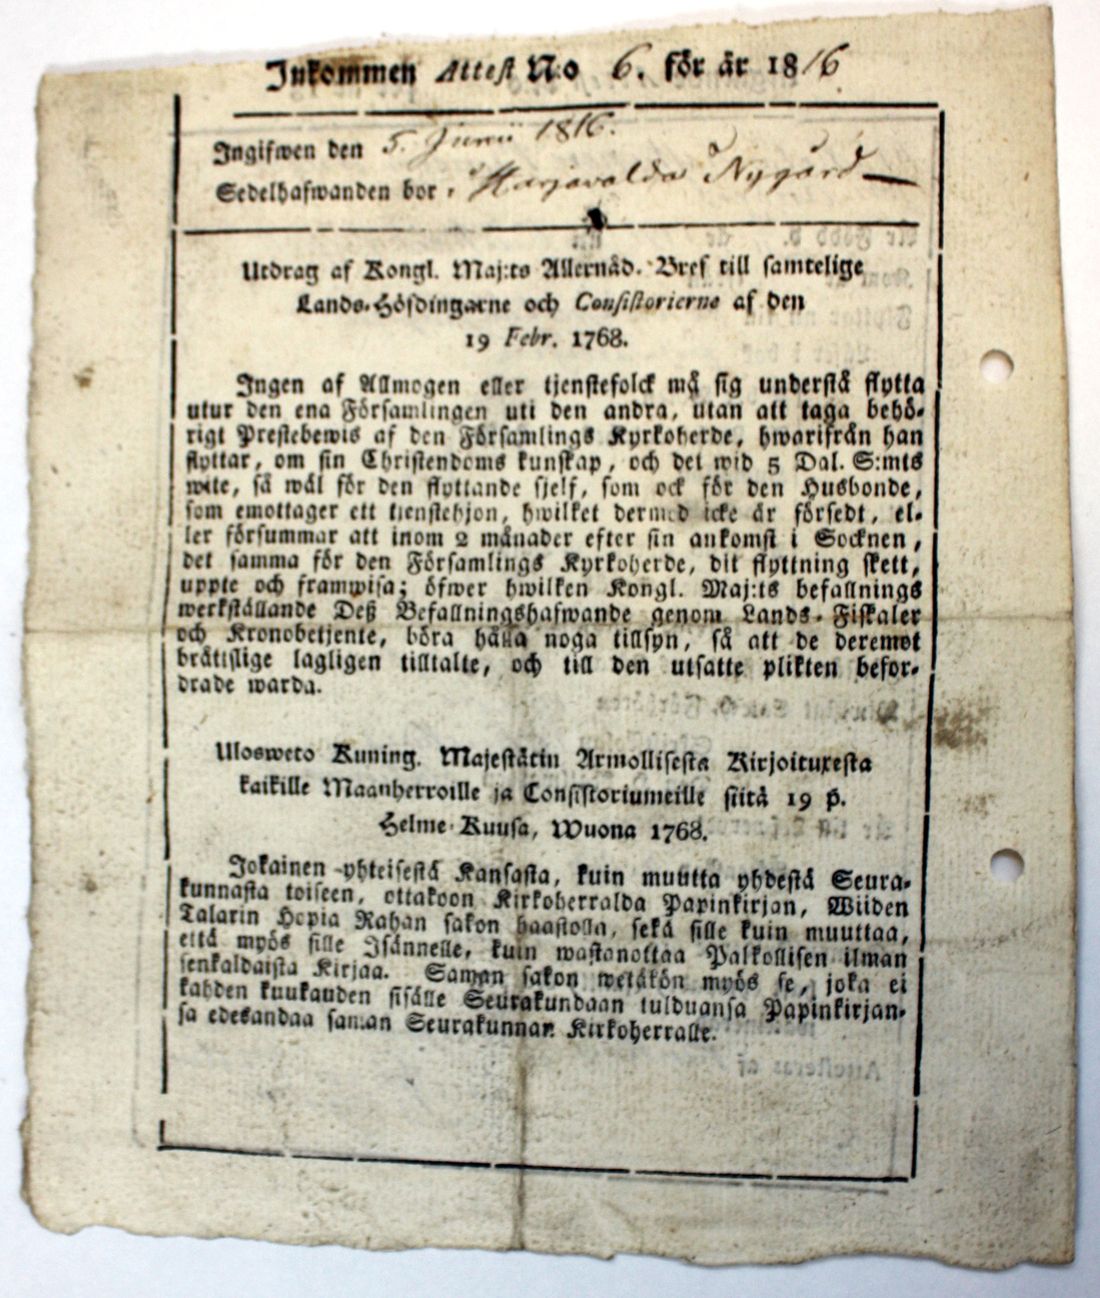 Inkommen Attest No 6. för år 1816
Ingifwen den 5. Junii 1816.
Sedelhafwanden bor i Harjavalda Nygård
Utdrag af Kongl. Maj:ts Allernåd. Bref till samtelige
Lands-Höfdingarne och Consistorierne af den
19 Febr. 1768.
Ingen af Allmogen eller tjenstefolck må sig understå flytta
utur den ena Församlingen uti den andra, utan att taga behö-
rigt Prestebewis af den Församlings Kyrkoherde, hwarifrån han
flyttar, om sin Christendoms kunskap, och det wid 5 Dal. S:mts
wite, så wäl för den flyttande sjelf, som ock för den Husbonde,
som emottager ett tjenstehjon, hwilket dermed icke är försedt, el-
ler försummar att inom 2 månader efter sin ankomst i Socknen,
det samma för den Församlings Kyrkoherde, dit flyttning skett,
uppte och framwisa; öfwer hwilken Kongl. Maj:ts befallnings
werkställande Deß Befallningshafwande genom Lands-Fiskaler
och Kronobetjente, böra hålla noga tillsyn, så att de deremot
bråttslige lagligen tilltalte, och till den utsatte plikten befor-
drade warda.
Ulosweto Kuning. Majestätin Armollisesta Kirjoituxesta
kaikille Maanherroille ja Consistoriumeille siitä 19 p.
Helme-Kuusa, Wuona 1768.
Jokainen yhteisestä Kansasta, kuin muutta yhdestä Seura-
kunnasta toiseen, ottakoon Kirkoherralda Papinkirjan, Wiiden
Talarin Hopia Rahan sakon haastolla, sekä sille kuin muuttaa,
että myös sille Isännelle, kuin wastanottaa Palkollisen ilman
senkaldaista Kirjaa. Saman sakon wetäkön myös se, joka ei
kahden kuukauden sisälle Seurakundaan tulduansa Papinkirjan-
sa edesandaa saman Seurakunnan Kirkoherralle.